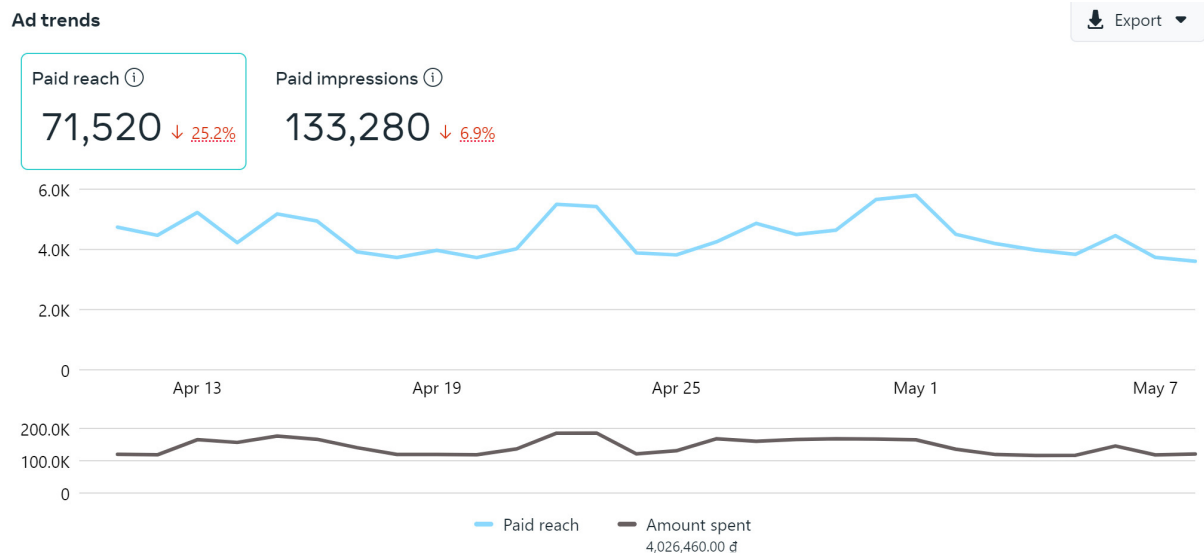 Ad trends
Export
Paid reach
Paid impressions
71,520 ↓ 25.2%
133,280 ↓ 6.9%
6.0K
4.0K
2.0K
0
Apr 13 Apr 19 Apr 25 May 1 May 7
200.0K
100.0K
0
Paid reach
Amount spent
4,026,460.00 đ